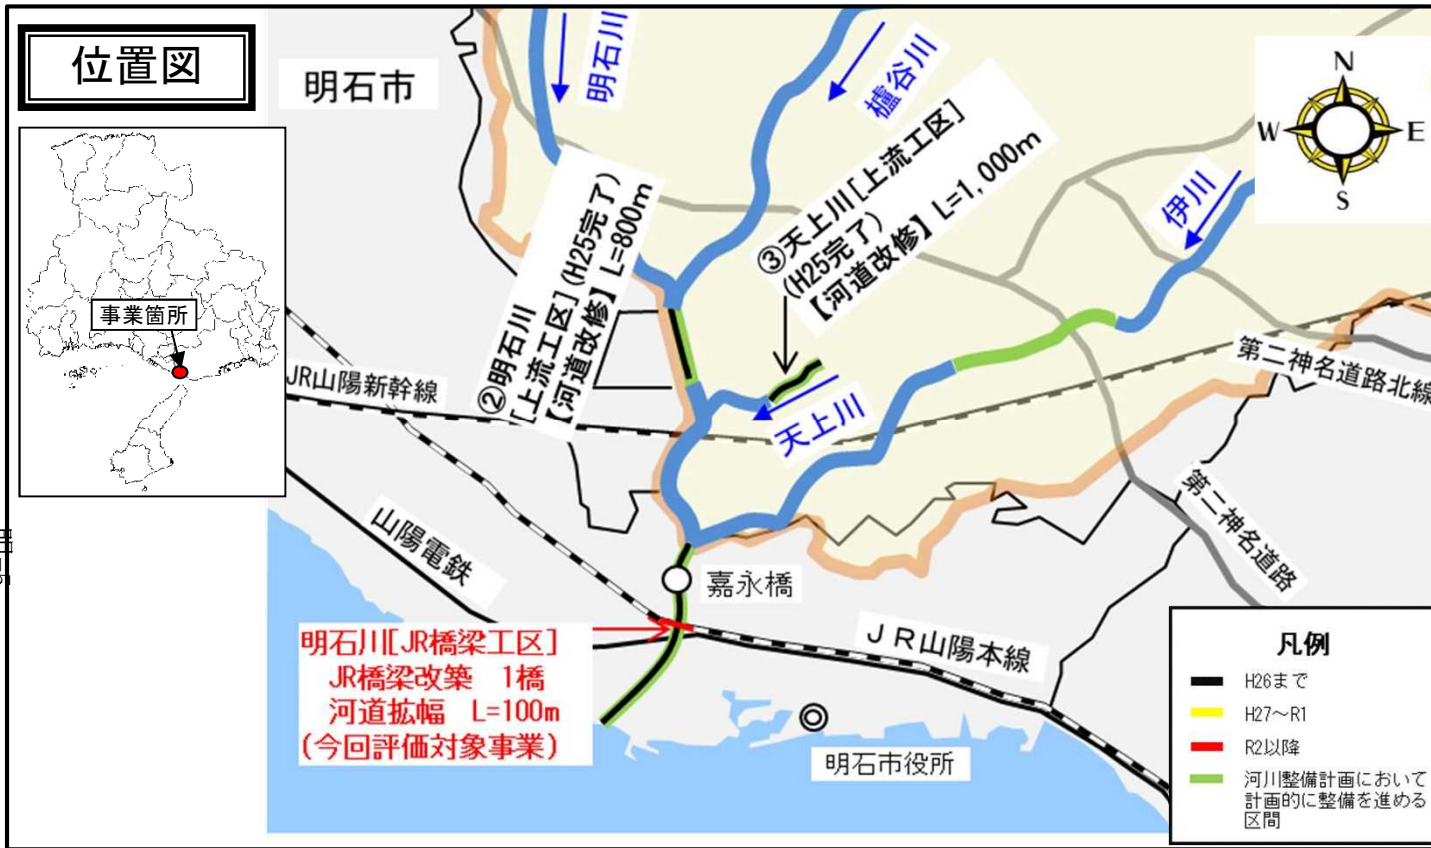 位置図
明石市
明石川
櫨谷川
伊川
N
W
E
S
事業箇所
②明石川
[上流工区](H25完了)
【河道改修】L=800m
③天上川[上流工区]
(H25完了)
【河道改修】L=1,000m
天上川
JR山陽新幹線
第二神名道路北線
第二神名道路
山陽電鉄
嘉永橋
JR山陽本線
明石川[JR橋梁工区]
JR橋梁改築 1橋
河道拡幅 L=100m
(今回評価対象事業)
明石市役所
凡例
H26まで
H27～R1
R2以降
河川整備計画において
計画的に整備を進める
区間